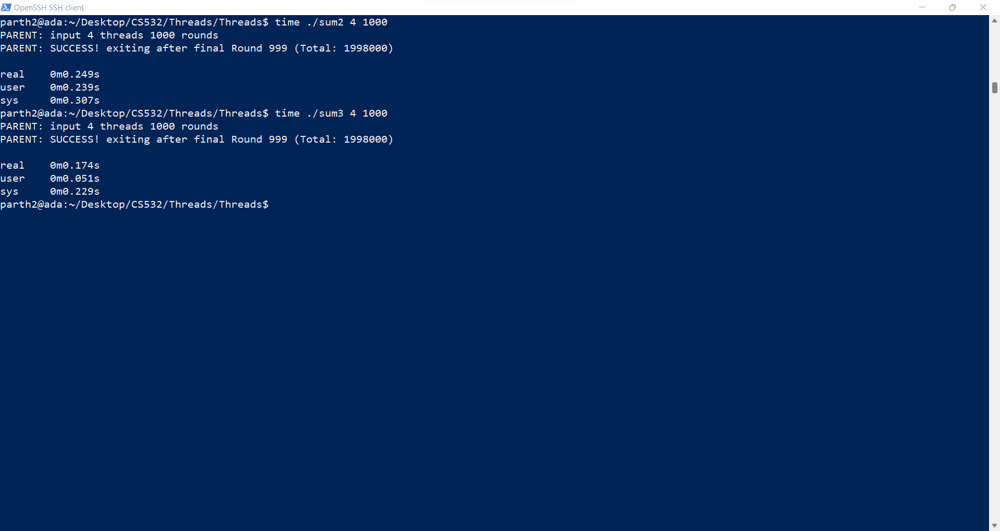 OpenSSH SSH client
parth2@ada:~/Desktop/CS532/Threads/Threads$ time ./sum2 4 1000
PARENT: input 4 threads 1000 rounds
PARENT: SUCCESS! exiting after final Round 999 (Total: 1998000)
real    0m0.249s
user    0m0.239s
sys     0m0.307s
parth2@ada:~/Desktop/CS532/Threads/Threads$ time ./sum3 4 1000
PARENT: input 4 threads 1000 rounds
PARENT: SUCCESS! exiting after final Round 999 (Total: 1998000)
real    0m0.174s
user    0m0.051s
sys     0m0.229s
parth2@ada:~/Desktop/CS532/Threads/Threads$